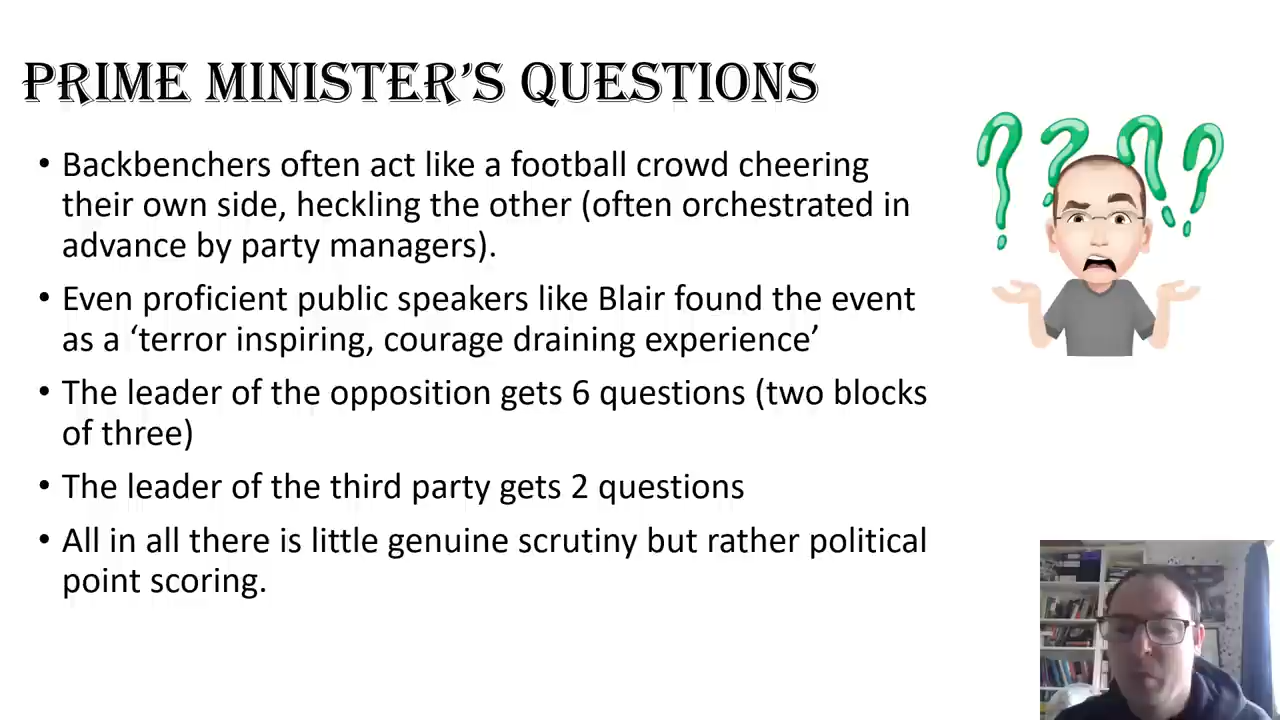 PRIME MINISTER’S QUESTIONS
• Backbenchers often act like a football crowd cheering
their own side, heckling the other (often orchestrated in
advance by party managers).
• Even proficient public speakers like Blair found the event
as a ‘terror inspiring, courage draining experience’
• The leader of the opposition gets 6 questions (two blocks
of three)
• The leader of the third party gets 2 questions
• All in all there is little genuine scrutiny but rather political
point scoring.